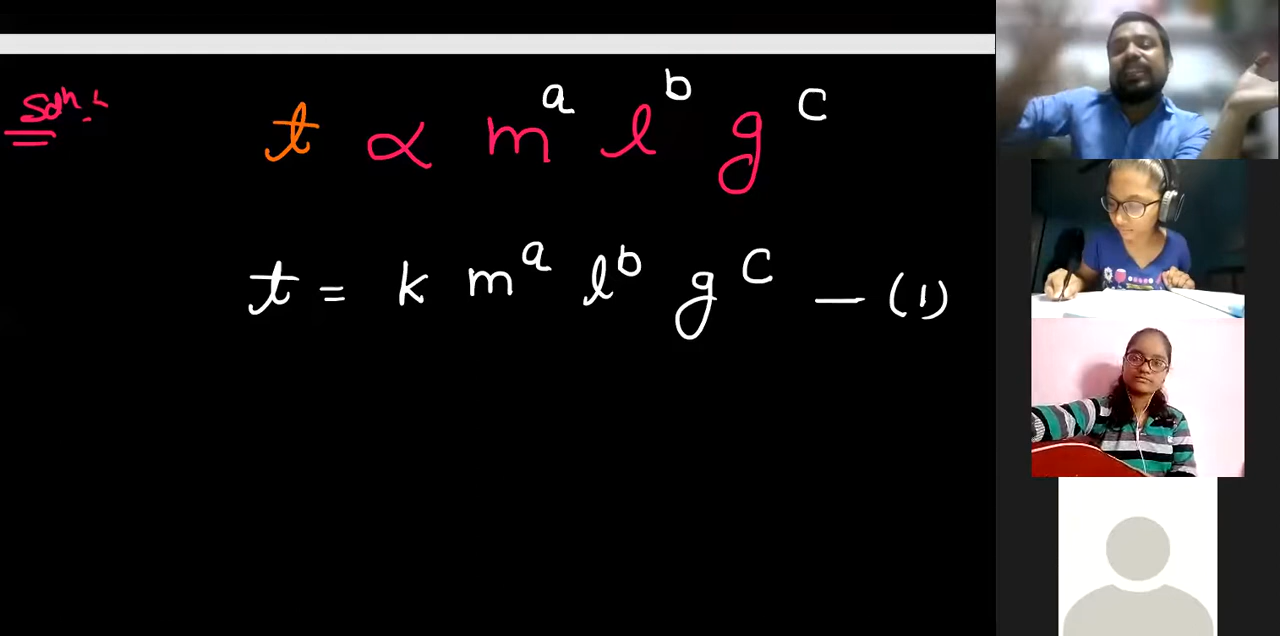 Soln:
t ∝ m^a l^b g^c
t = k m^a l^b g^c — (1)